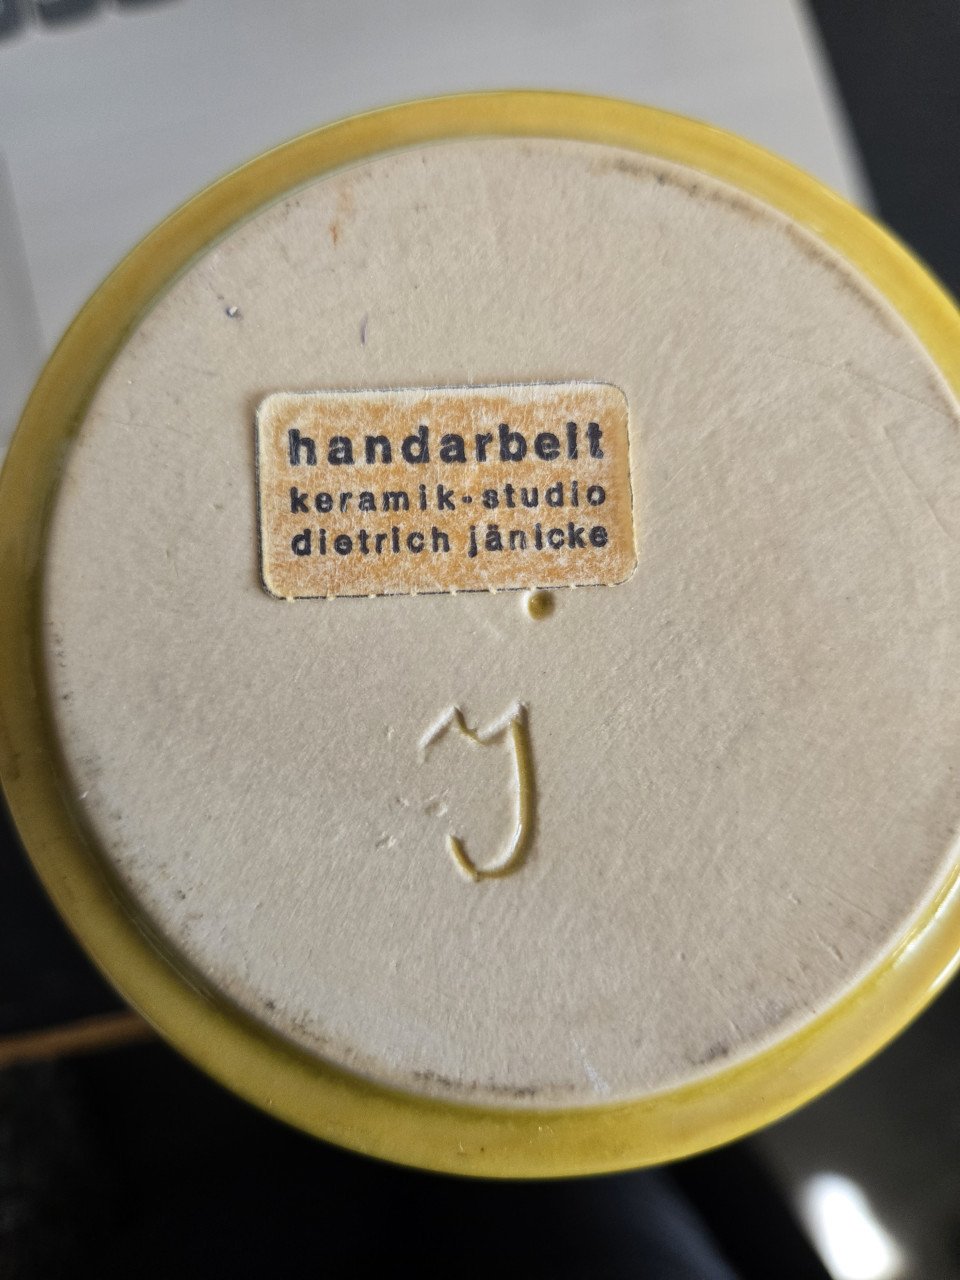 handarbeit
keramik-studio
dietrich jänicke
J